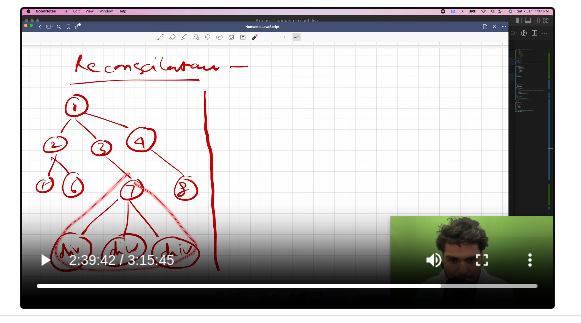 Reconcilation —
1
2 3 4
5 6 7 8
div div div
2:39:42 / 3:15:45